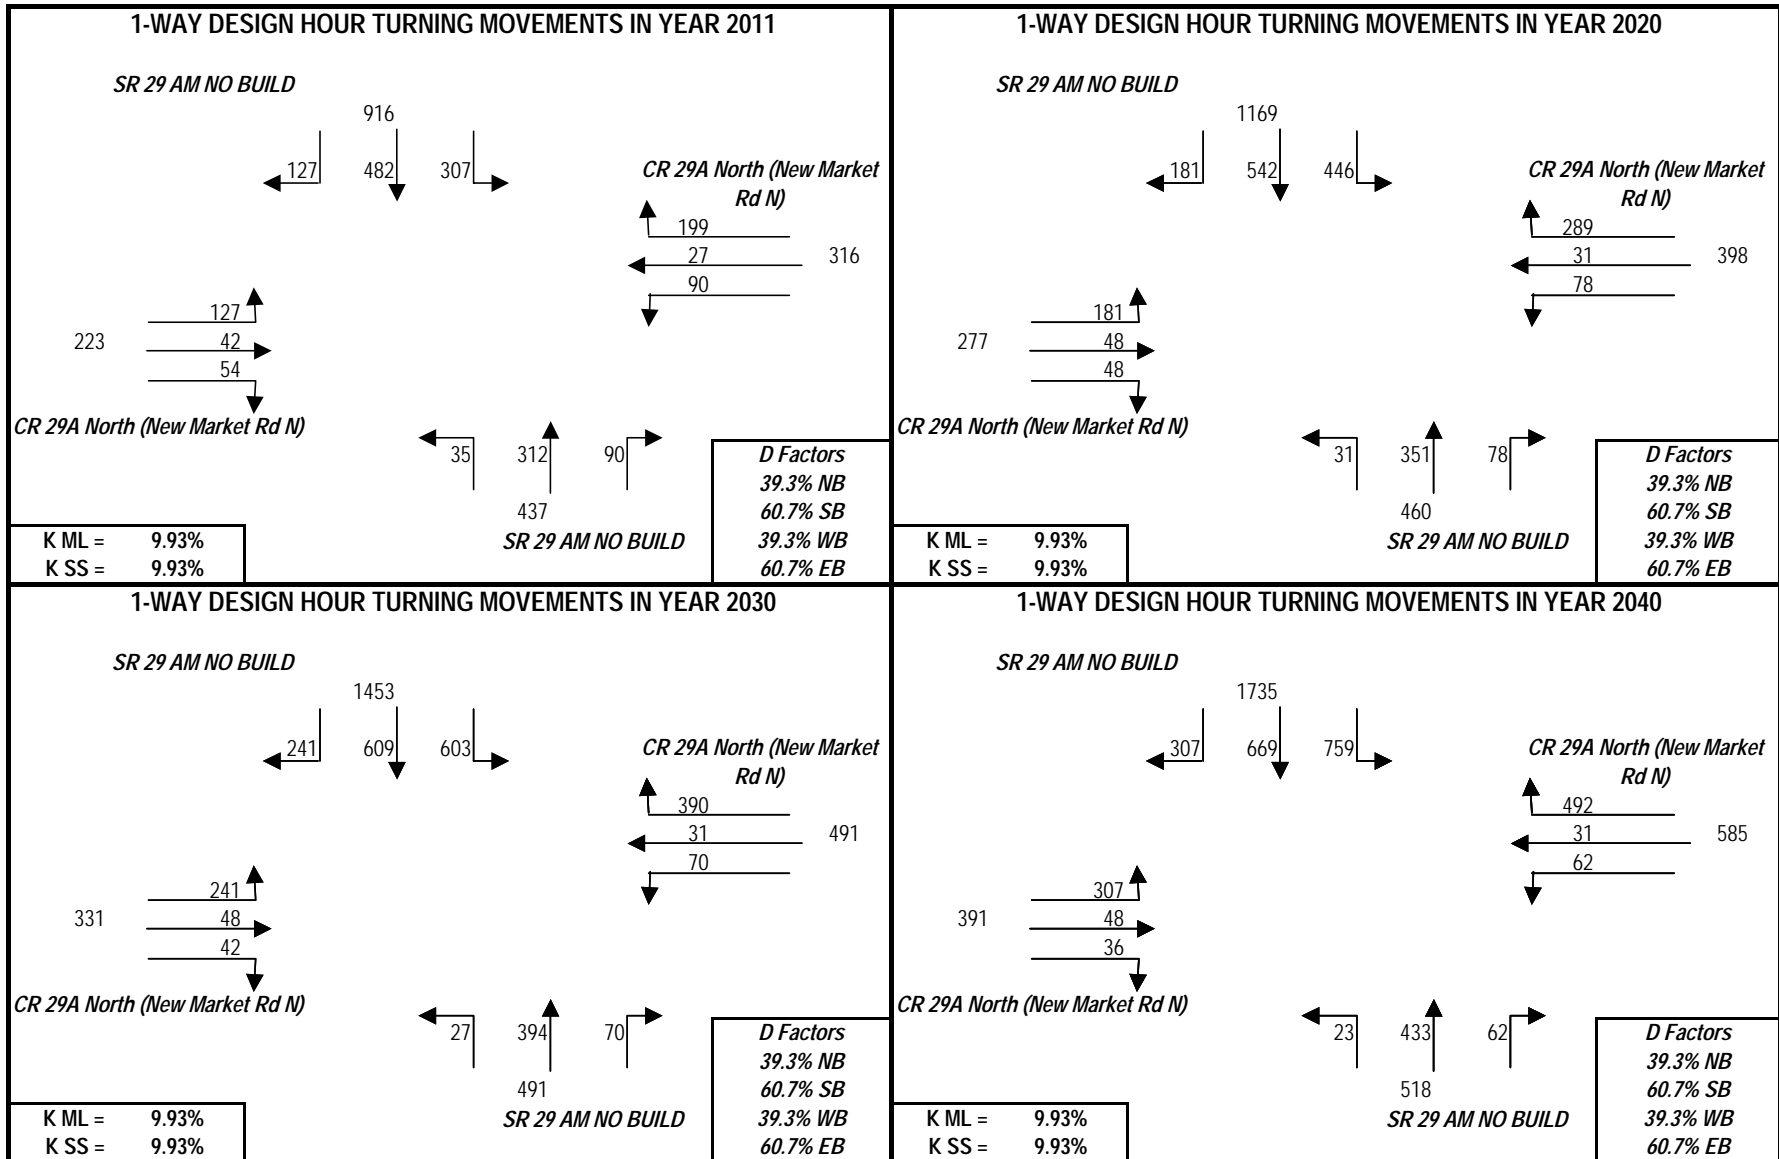 1-WAY DESIGN HOUR TURNING MOVEMENTS IN YEAR 2011
SR 29 AM NO BUILD
916
127 482 307
CR 29A North (New Market
Rd N)
199
27 316
90
127
223 42
54
CR 29A North (New Market Rd N)
35 312 90
437
SR 29 AM NO BUILD
D Factors
39.3% NB
60.7% SB
39.3% WB
60.7% EB
K ML = 9.93%
K SS = 9.93%
1-WAY DESIGN HOUR TURNING MOVEMENTS IN YEAR 2020
SR 29 AM NO BUILD
1169
181 542 446
CR 29A North (New Market
Rd N)
289
31 398
78
181
277 48
48
CR 29A North (New Market Rd N)
31 351 78
460
SR 29 AM NO BUILD
D Factors
39.3% NB
60.7% SB
39.3% WB
60.7% EB
K ML = 9.93%
K SS = 9.93%
1-WAY DESIGN HOUR TURNING MOVEMENTS IN YEAR 2030
SR 29 AM NO BUILD
1453
241 609 603
CR 29A North (New Market
Rd N)
390
31 491
70
241
331 48
42
CR 29A North (New Market Rd N)
27 394 70
491
SR 29 AM NO BUILD
D Factors
39.3% NB
60.7% SB
39.3% WB
60.7% EB
K ML = 9.93%
K SS = 9.93%
1-WAY DESIGN HOUR TURNING MOVEMENTS IN YEAR 2040
SR 29 AM NO BUILD
1735
307 669 759
CR 29A North (New Market
Rd N)
492
31 585
62
307
391 48
36
CR 29A North (New Market Rd N)
23 433 62
518
SR 29 AM NO BUILD
D Factors
39.3% NB
60.7% SB
39.3% WB
60.7% EB
K ML = 9.93%
K SS = 9.93%